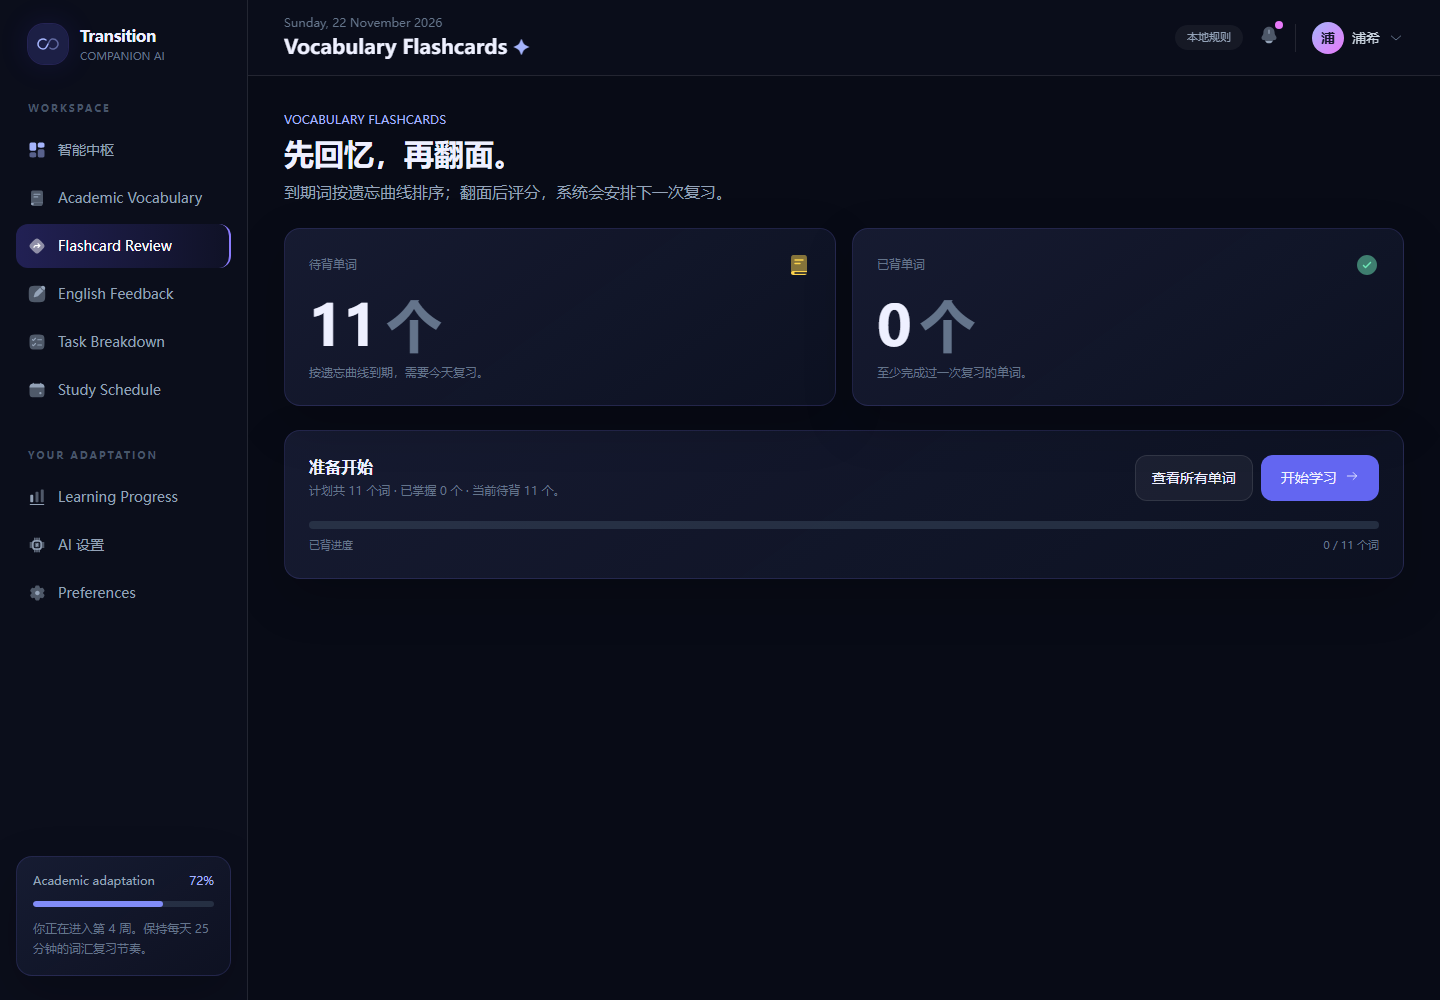 Transition
COMPANION AI
WORKSPACE
智能中枢
Academic Vocabulary
Flashcard Review
English Feedback
Task Breakdown
Study Schedule
YOUR ADAPTATION
Learning Progress
AI 设置
Preferences
Academic adaptation 72%
你正在进入第 4 周。保持每天 25
分钟的词汇复习节奏。
Sunday, 22 November 2026
Vocabulary Flashcards
本地规则
浦 浦希
VOCABULARY FLASHCARDS
先回忆，再翻面。
到期词按遗忘曲线排序；翻面后评分，系统会安排下一次复习。
待背单词
11 个
按遗忘曲线到期，需要今天复习。
已背单词
0 个
至少完成过一次复习的单词。
准备开始
计划共 11 个词 · 已掌握 0 个 · 当前待背 11 个。
查看所有单词
开始学习 →
已背进度
0 / 11 个词